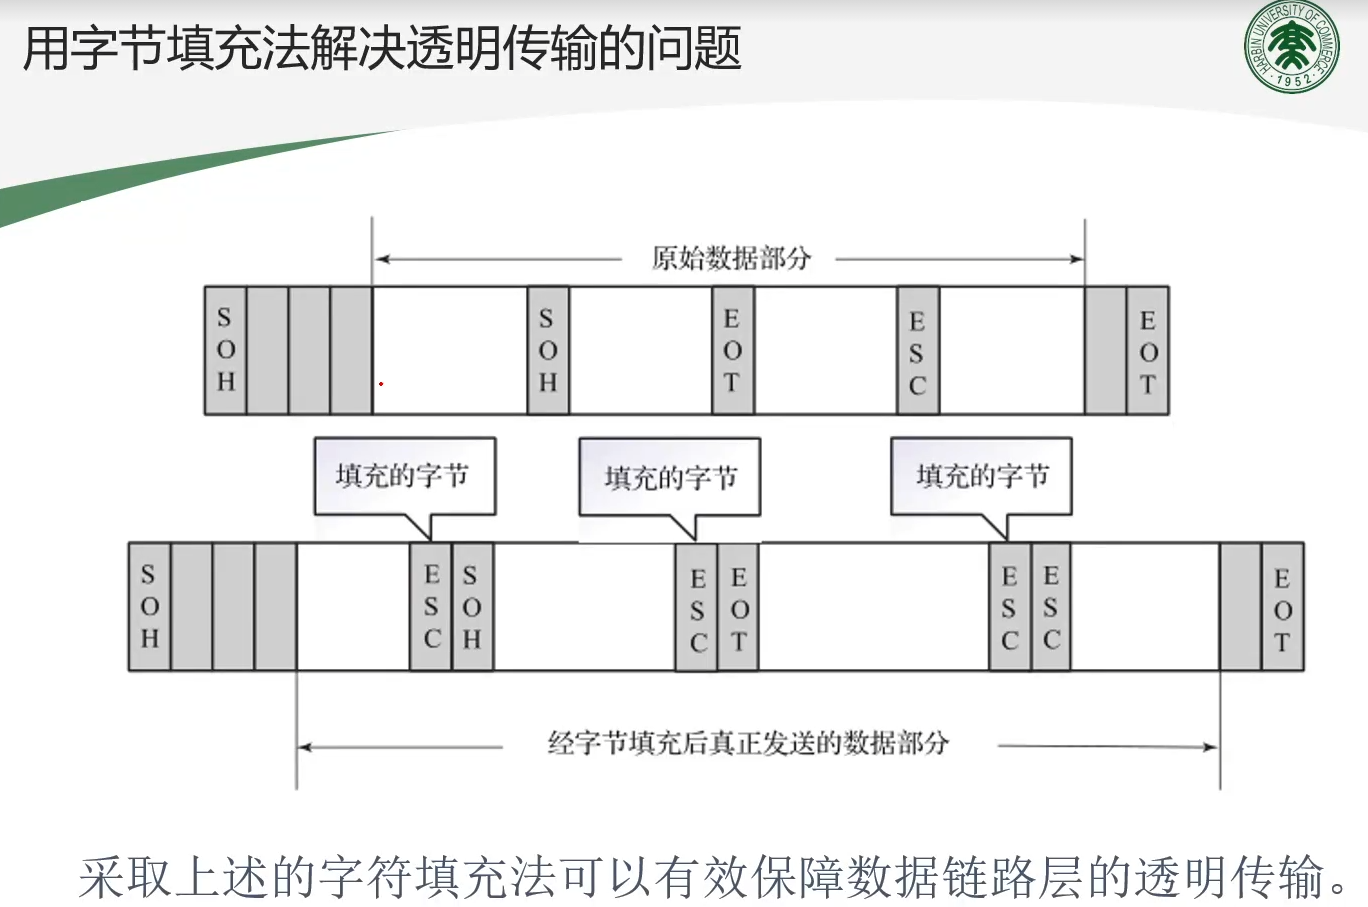 用字节填充法解决透明传输的问题
HARBIN UNIVERSITY OF COMMERCE
·1952·
原始数据部分
SOH
SOH
EOT
ESC
EOT
填充的字节
填充的字节
填充的字节
SOH
ESC
SOH
ESC
EOT
ESC
ESC
EOT
经字节填充后真正发送的数据部分
采取上述的字符填充法可以有效保障数据链路层的透明传输。